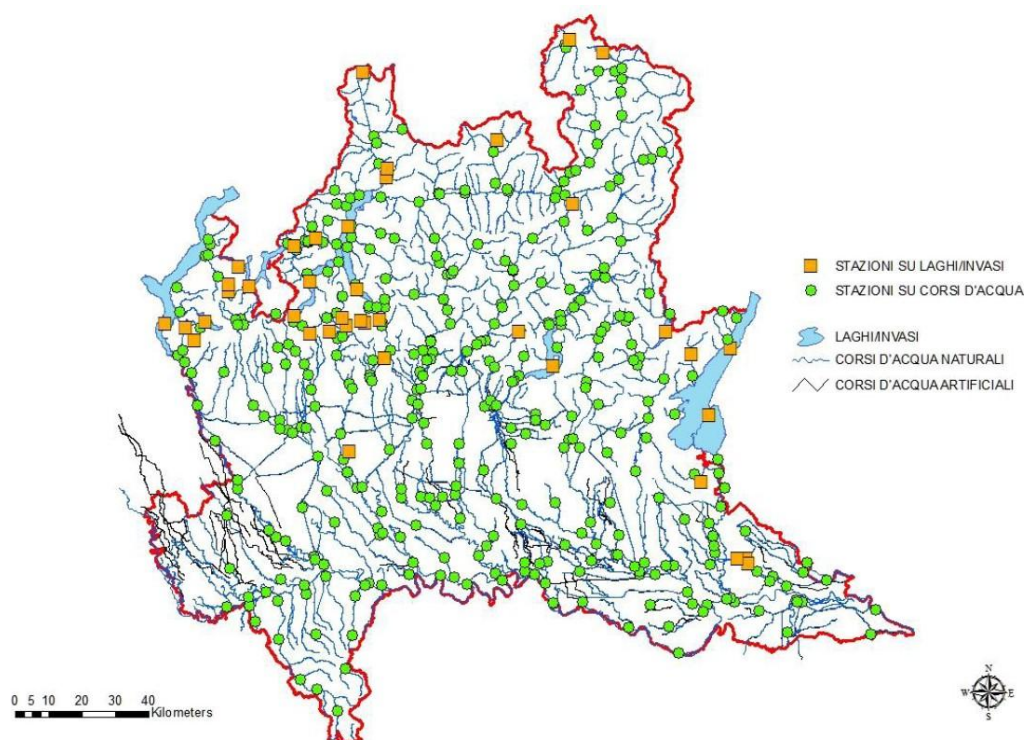 STAZIONI SU LAGHI/INVASI
STAZIONI SU CORSI D'ACQUA
LAGHI/INVASI
CORSI D'ACQUA NATURALI
CORSI D'ACQUA ARTIFICIALI
0 5 10 20 30 40
Kilometers
N
W E
S